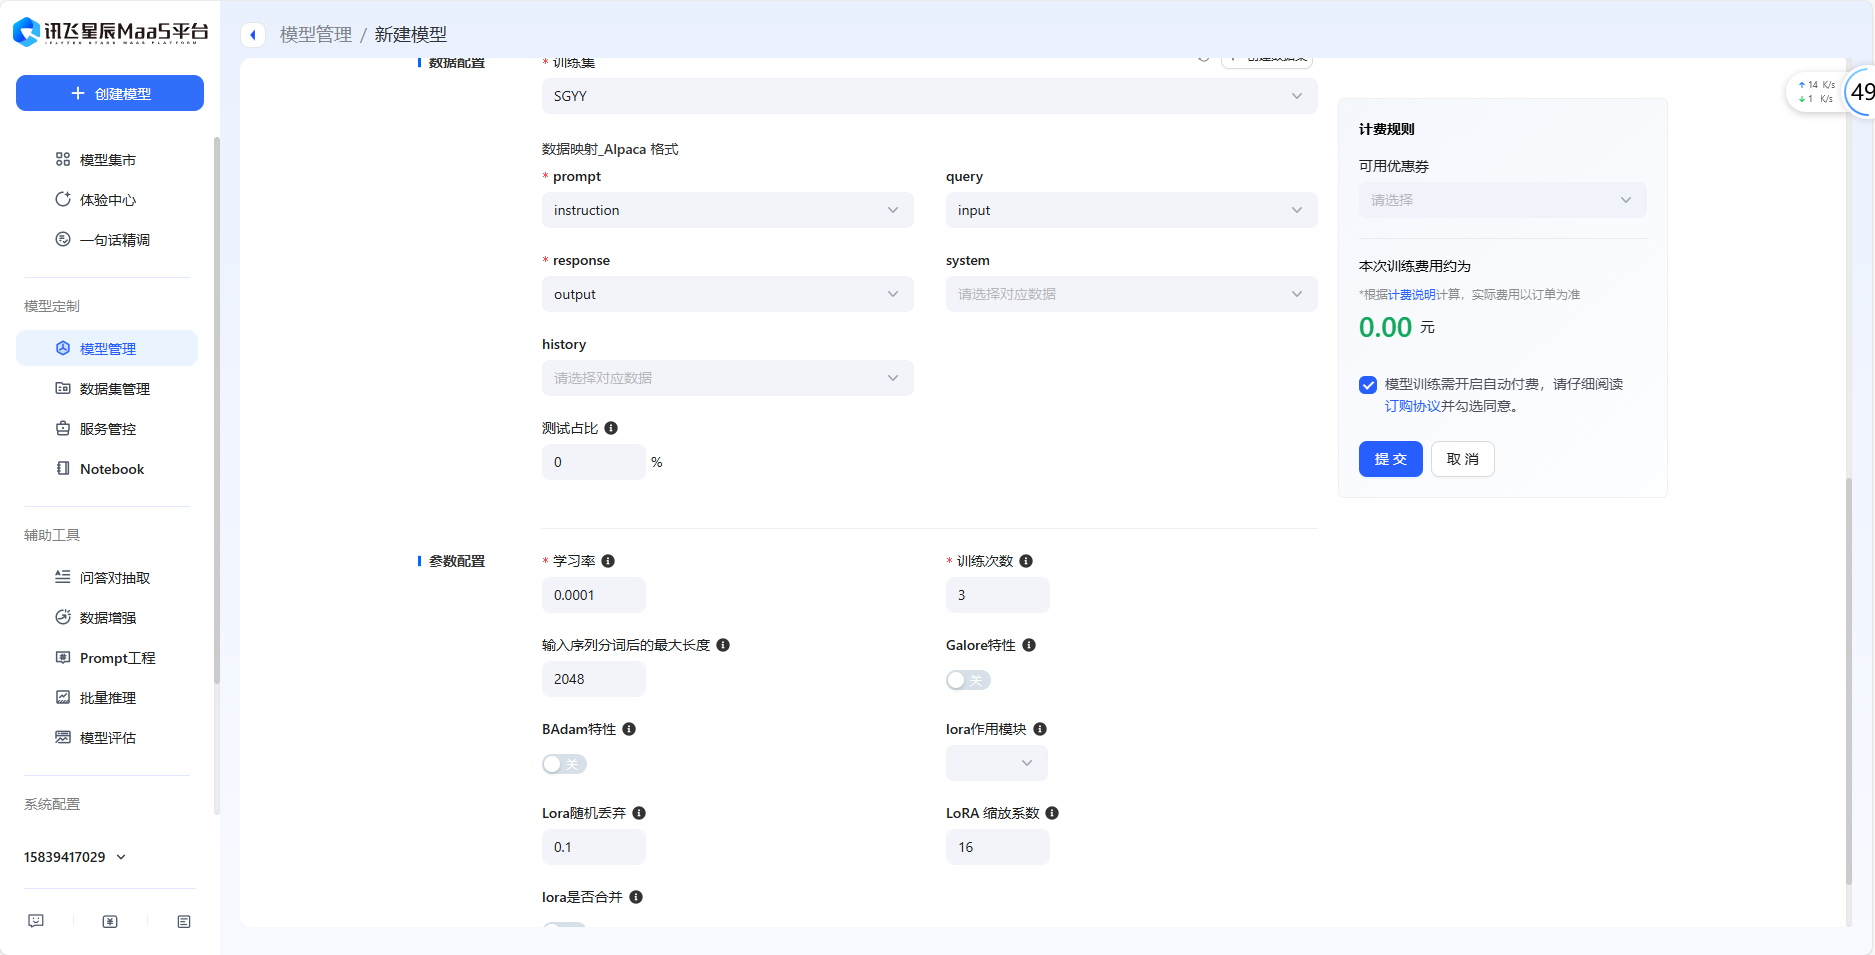 讯飞星辰MaaS平台
IFLYTEK STARS MAAS PLATFORM
创建模型
模型集市
体验中心
一句话精调
模型定制
模型管理
数据集管理
服务管控
Notebook
辅助工具
问答对抽取
数据增强
Prompt工程
批量推理
模型评估
系统配置
15839417029
模型管理 / 新建模型
数据配置
* 训练集
+ 创建数据集
SGYY
数据映射_Alpaca 格式
* prompt
query
instruction
input
* response
system
output
请选择对应数据
history
请选择对应数据
测试占比
0 %
参数配置
* 学习率
* 训练次数
0.0001
3
输入序列分词后的最大长度
Galore特性
2048
关
BAdam特性
lora作用模块
关
Lora随机丢弃
LoRA 缩放系数
0.1
16
lora是否合并
计费规则
可用优惠券
请选择
本次训练费用约为
*根据计费说明计算，实际费用以订单为准
0.00 元
模型训练需开启自动付费，请仔细阅读
订购协议并勾选同意。
提 交
取 消
14 K/s
1 K/s
49